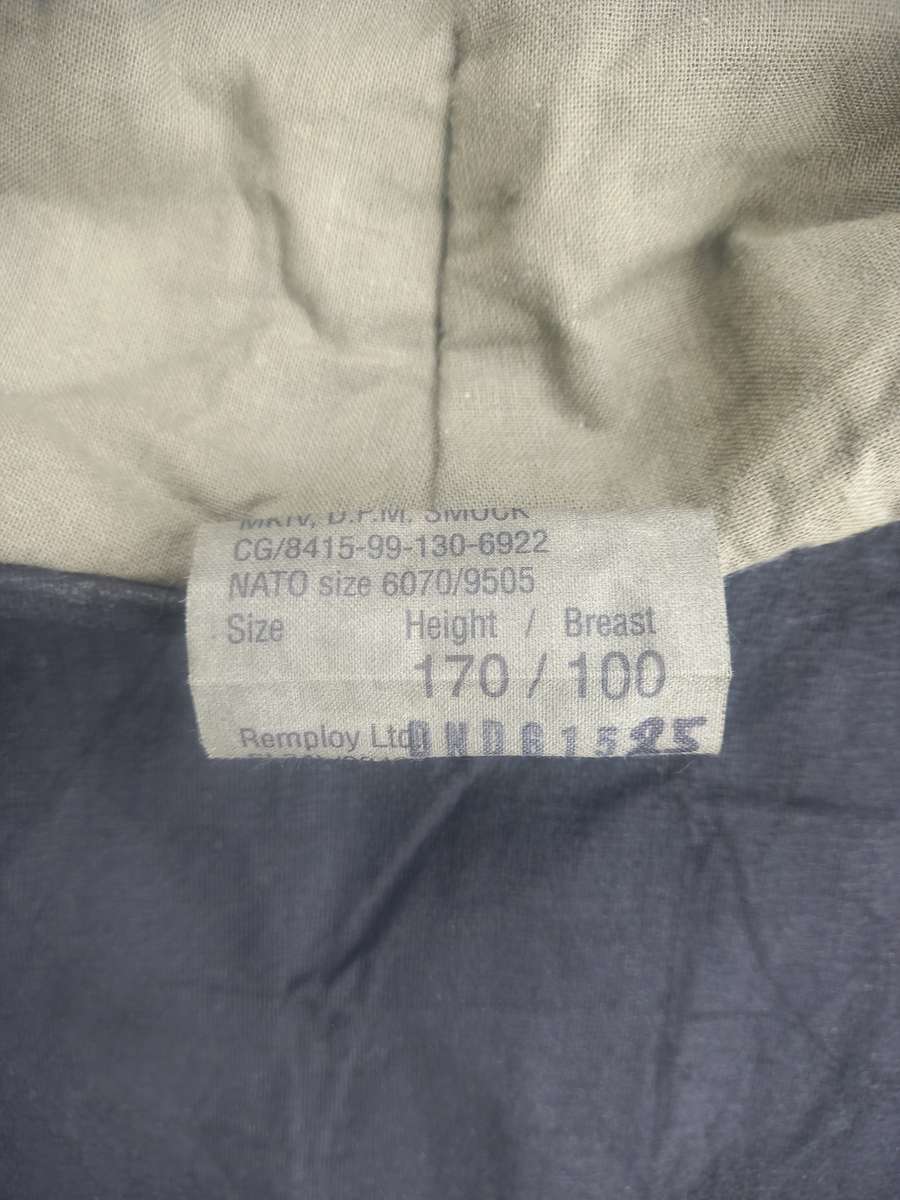 MKIV, D.P.M. SMOCK
CG/8415-99-130-6922
NATO size 6070/9505
Size Height / Breast
170 / 100
Remploy Ltd